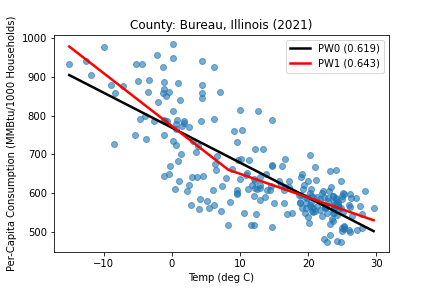 County: Bureau, Illinois (2021)
PW0 (0.619)
PW1 (0.643)
Per-Capita Consumption (MMBtu/1000 Households)
1000
900
800
700
600
500
−10
0
10
20
30
Temp (deg C)